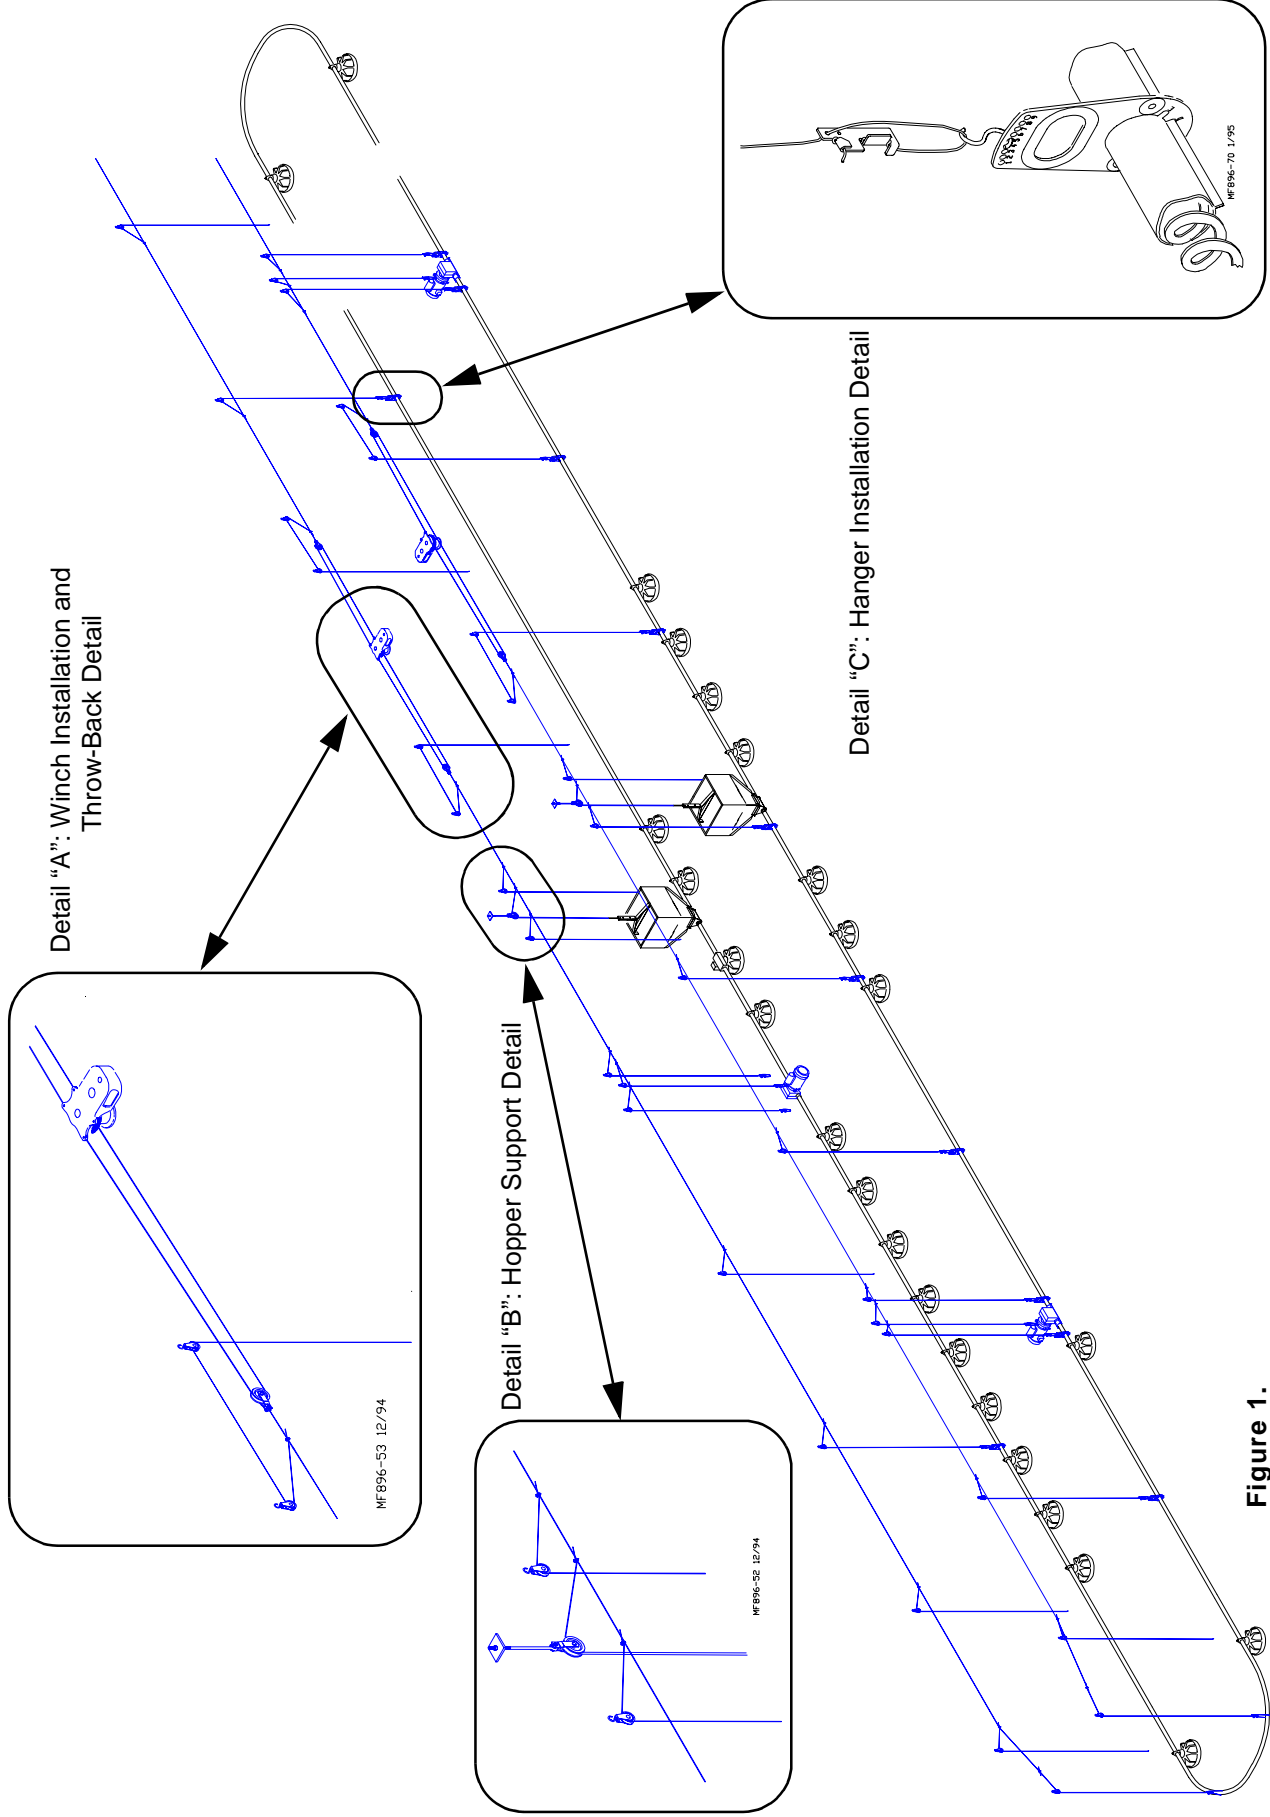 Detail “A”: Winch Installation and
Throw-Back Detail
MF896-53 12/94
Detail “B”: Hopper Support Detail
MF896-52 12/94
Detail “C”: Hanger Installation Detail
MF896-70 1/95
Figure 1.